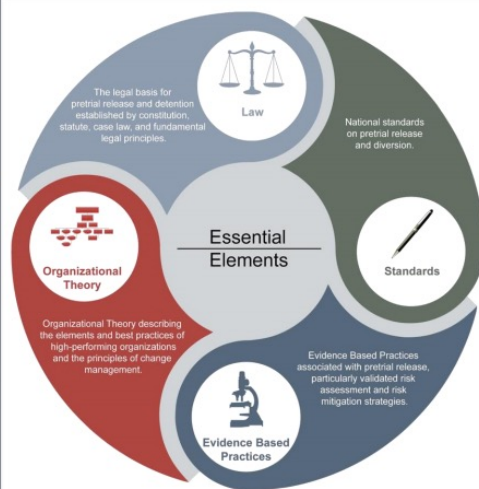 The legal basis for
pretrial release and detention
established by constitution,
statute, case law, and fundamental
legal principles.
Law
National standards
on pretrial release
and diversion.
Essential
Elements
Organizational
Theory
Standards
Organizational Theory describing
the elements and best practices of
high-performing organizations
and the principles of change
management.
Evidence Based Practices
associated with pretrial release,
particularly validated risk
assessment and risk
mitigation strategies.
Evidence Based
Practices